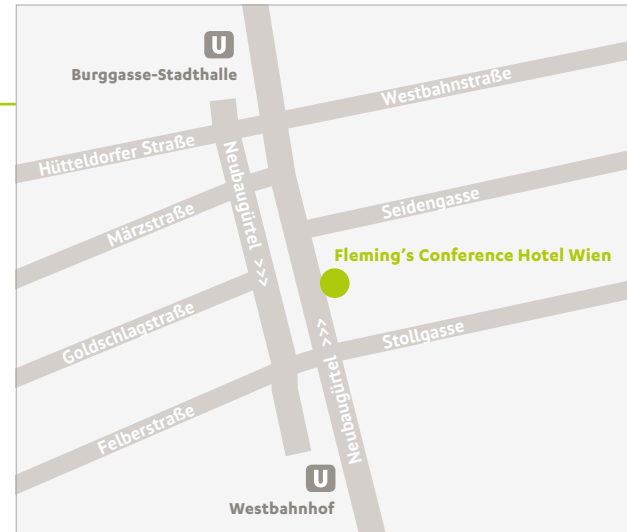 U
Burggasse-Stadthalle
Westbahnstraße
Hütteldorfer Straße
Neubaugürtel >>>
Märzstraße
Seidengasse
Fleming's Conference Hotel Wien
Goldschlagstraße
Stollgasse
Neubaugürtel >>>
Felberstraße
U
Westbahnhof